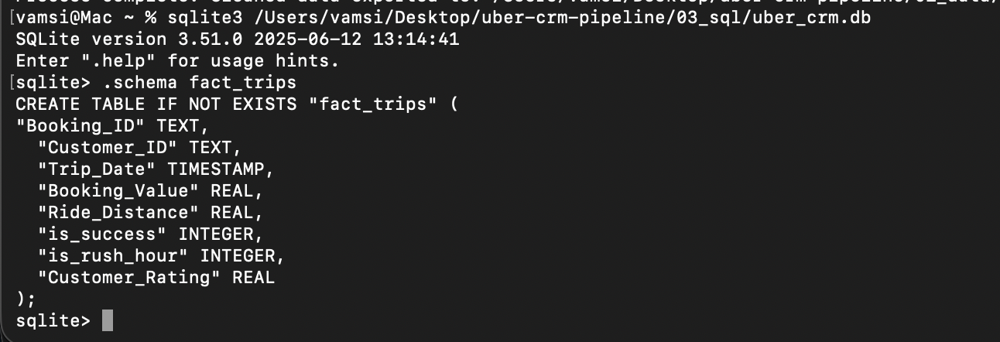 [vamsi@Mac ~ % sqlite3 /Users/vamsi/Desktop/uber-crm-pipeline/03_sql/uber_crm.db
SQLite version 3.51.0 2025-06-12 13:14:41
Enter ".help" for usage hints.
[sqlite> .schema fact_trips
CREATE TABLE IF NOT EXISTS "fact_trips" (
"Booking_ID" TEXT,
  "Customer_ID" TEXT,
  "Trip_Date" TIMESTAMP,
  "Booking_Value" REAL,
  "Ride_Distance" REAL,
  "is_success" INTEGER,
  "is_rush_hour" INTEGER,
  "Customer_Rating" REAL
);
sqlite>